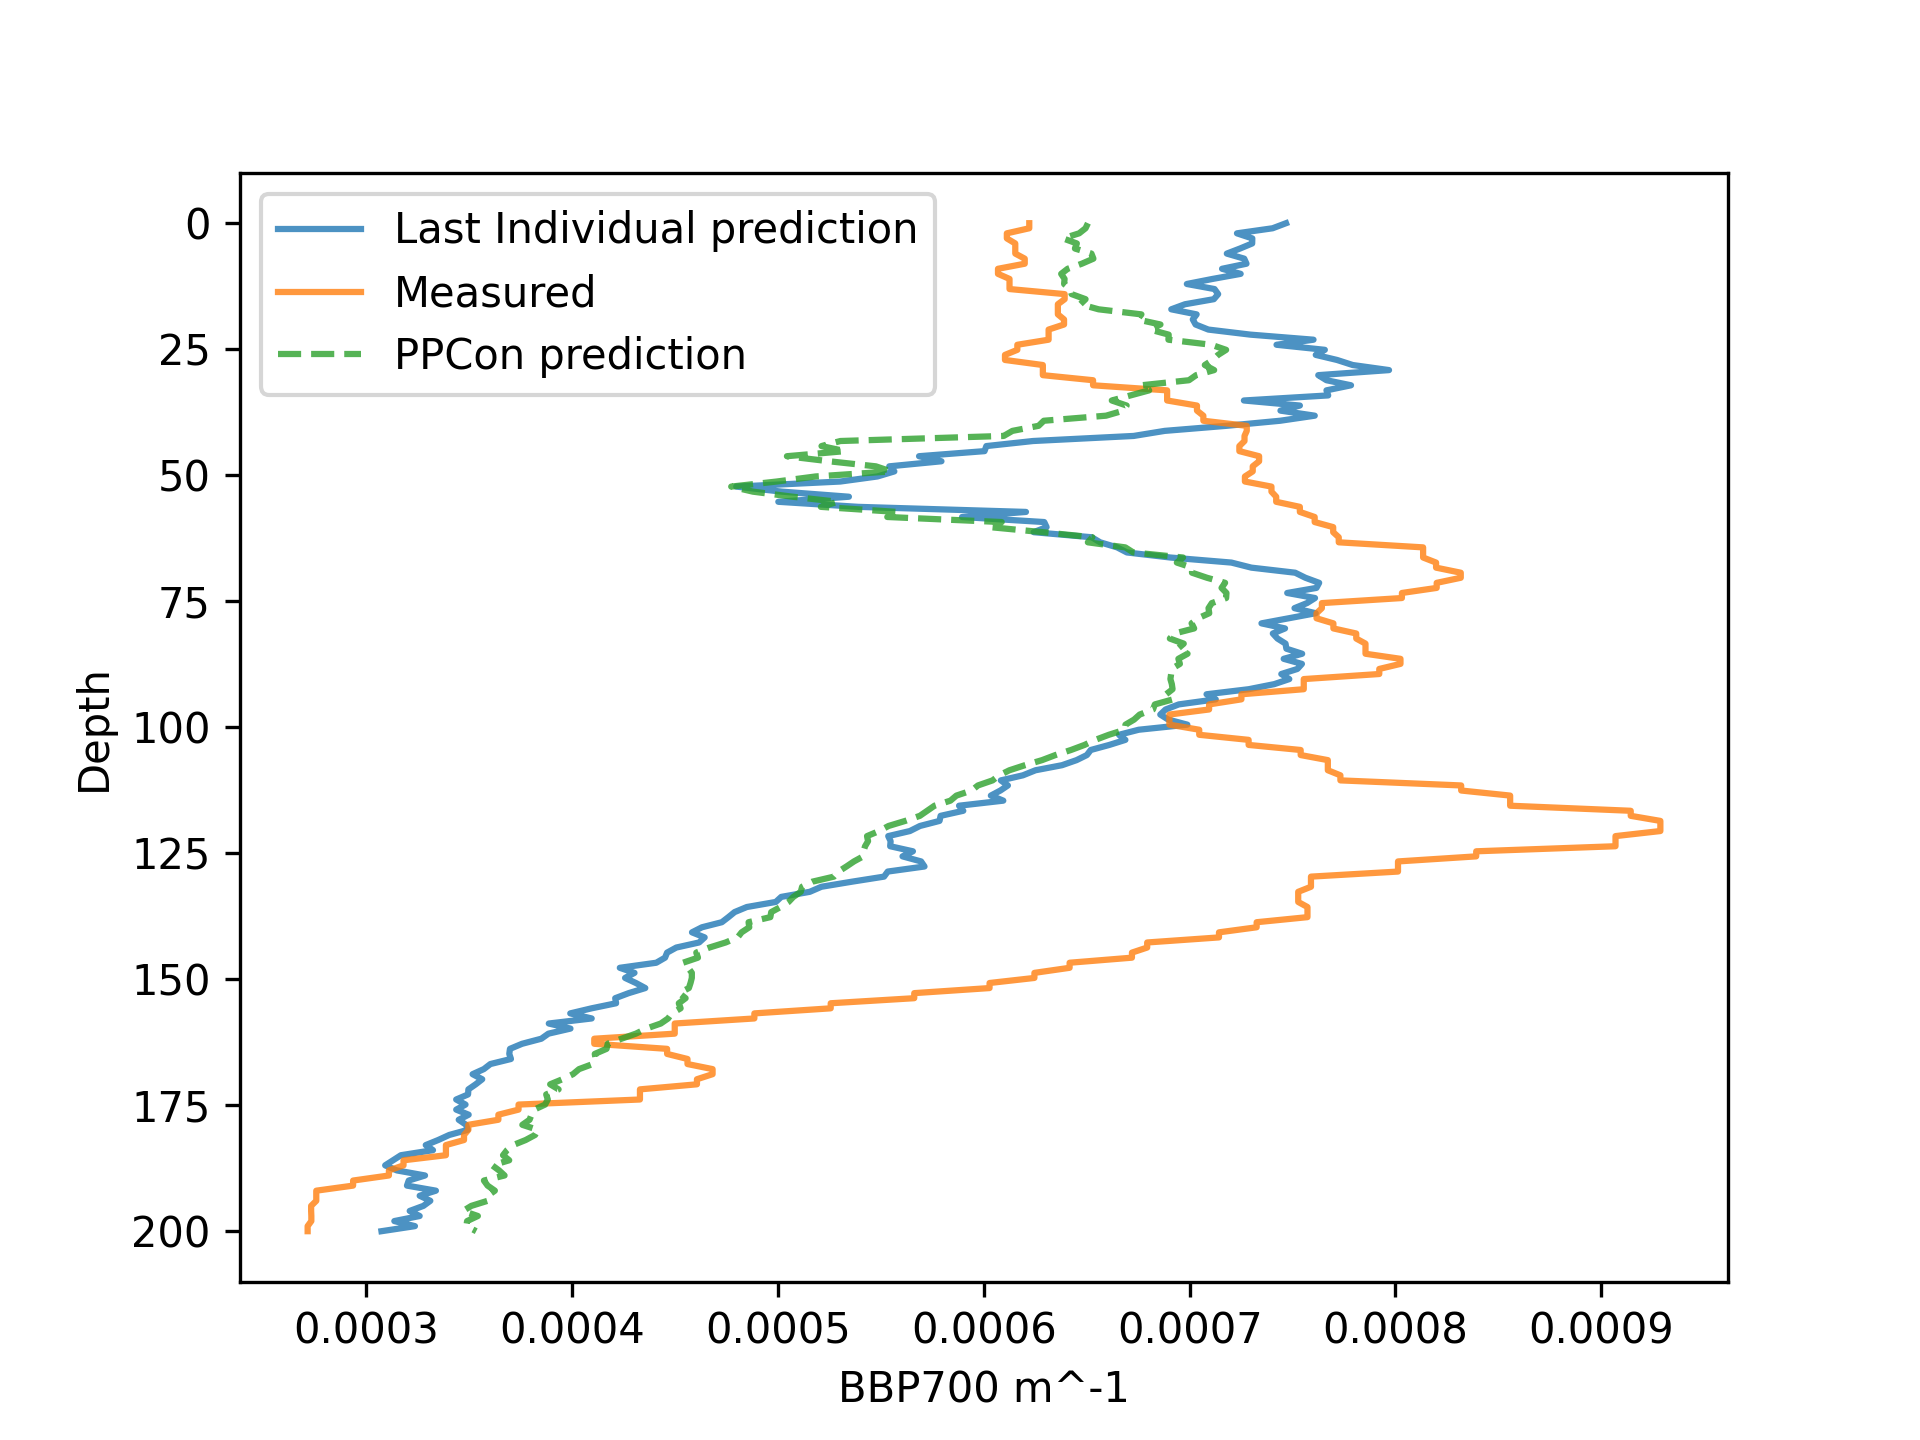 Last Individual prediction
Measured
PPCon prediction
0
25
50
75
100
125
150
175
200
Depth
0.0003 0.0004 0.0005 0.0006 0.0007 0.0008 0.0009
BBP700 m^-1